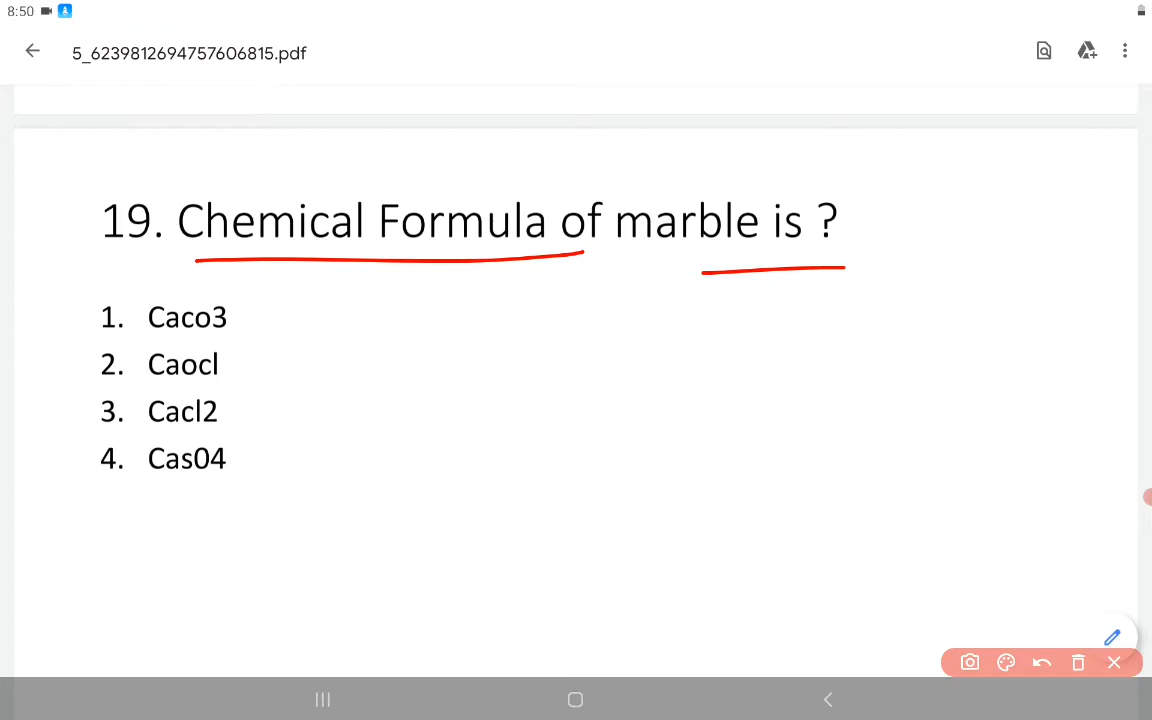 8:50
5_6239812694757606815.pdf
19. Chemical Formula of marble is ?
1. Caco3
2. Caocl
3. Cacl2
4. Cas04